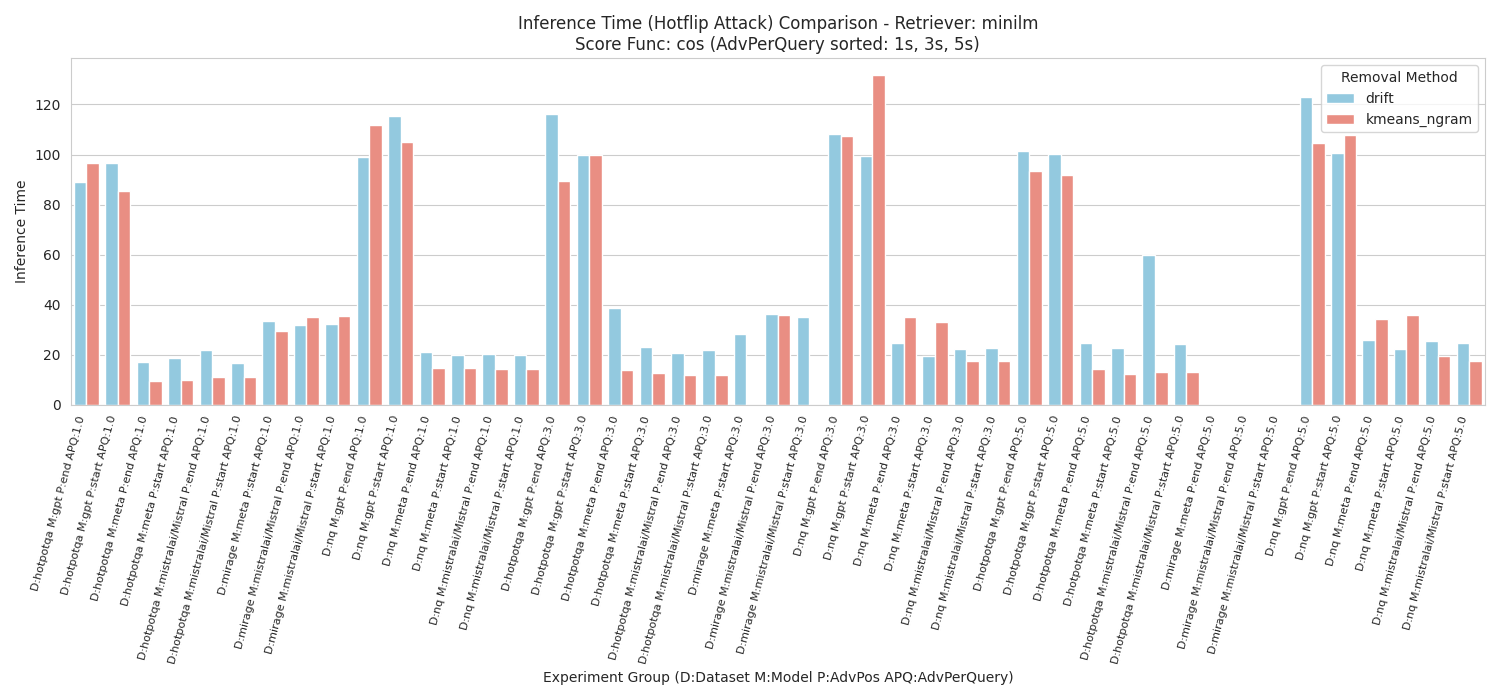 Inference Time (Hotflip Attack) Comparison - Retriever: minilm
Score Func: cos (AdvPerQuery sorted: 1s, 3s, 5s)
Removal Method
drift
kmeans_ngram
Inference Time
120
100
80
60
40
20
0
D:hotpotqa M:gpt P:end APQ:1.0
D:hotpotqa M:gpt P:start APQ:1.0
D:hotpotqa M:meta P:end APQ:1.0
D:hotpotqa M:meta P:start APQ:1.0
D:hotpotqa M:mistralai/Mistral P:end APQ:1.0
D:hotpotqa M:mistralai/Mistral P:start APQ:1.0
D:mirage M:meta P:start APQ:1.0
D:mirage M:mistralai/Mistral P:end APQ:1.0
D:mirage M:mistralai/Mistral P:start APQ:1.0
D:nq M:gpt P:end APQ:1.0
D:nq M:gpt P:start APQ:1.0
D:nq M:meta P:end APQ:1.0
D:nq M:meta P:start APQ:1.0
D:nq M:mistralai/Mistral P:end APQ:1.0
D:nq M:mistralai/Mistral P:start APQ:1.0
D:hotpotqa M:gpt P:end APQ:3.0
D:hotpotqa M:gpt P:start APQ:3.0
D:hotpotqa M:meta P:end APQ:3.0
D:hotpotqa M:meta P:start APQ:3.0
D:hotpotqa M:mistralai/Mistral P:end APQ:3.0
D:hotpotqa M:mistralai/Mistral P:start APQ:3.0
D:mirage M:meta P:start APQ:3.0
D:mirage M:mistralai/Mistral P:end APQ:3.0
D:mirage M:mistralai/Mistral P:start APQ:3.0
D:nq M:gpt P:end APQ:3.0
D:nq M:gpt P:start APQ:3.0
D:nq M:meta P:end APQ:3.0
D:nq M:meta P:start APQ:3.0
D:nq M:mistralai/Mistral P:end APQ:3.0
D:nq M:mistralai/Mistral P:start APQ:3.0
D:hotpotqa M:gpt P:end APQ:5.0
D:hotpotqa M:gpt P:start APQ:5.0
D:hotpotqa M:meta P:end APQ:5.0
D:hotpotqa M:meta P:start APQ:5.0
D:hotpotqa M:mistralai/Mistral P:end APQ:5.0
D:hotpotqa M:mistralai/Mistral P:start APQ:5.0
D:mirage M:meta P:end APQ:5.0
D:mirage M:mistralai/Mistral P:end APQ:5.0
D:mirage M:mistralai/Mistral P:start APQ:5.0
D:nq M:gpt P:end APQ:5.0
D:nq M:gpt P:start APQ:5.0
D:nq M:meta P:end APQ:5.0
D:nq M:meta P:start APQ:5.0
D:nq M:mistralai/Mistral P:end APQ:5.0
D:nq M:mistralai/Mistral P:start APQ:5.0
Experiment Group (D:Dataset M:Model P:AdvPos APQ:AdvPerQuery)